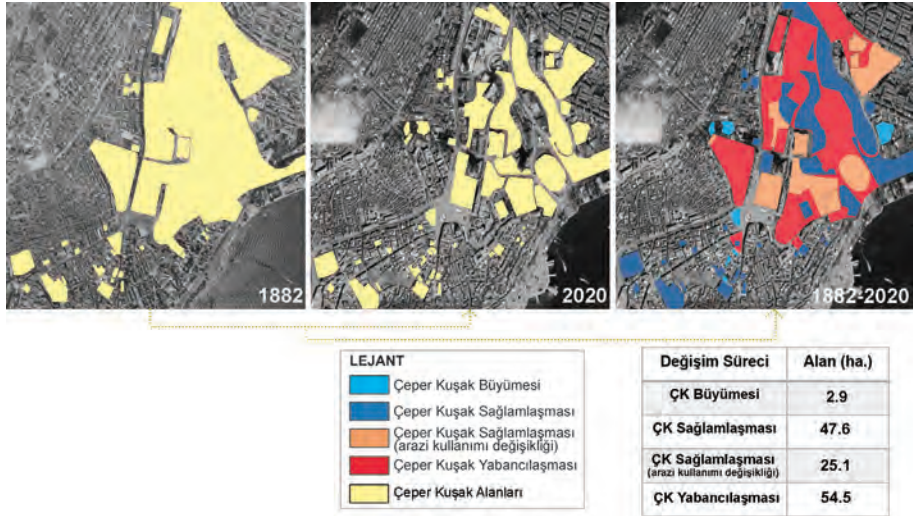 1882
2020
1882-2020
LEJANT
Çeper Kuşak Büyümesi
Çeper Kuşak Sağlamlaşması
Çeper Kuşak Sağlamlaşması
(arazi kullanımı değişikliği)
Çeper Kuşak Yabancılaşması
Çeper Kuşak Alanları
Değişim Süreci Alan (ha.)
ÇK Büyümesi 2.9
ÇK Sağlamlaşması 47.6
ÇK Sağlamlaşması
(arazi kullanımı değişikliği) 25.1
ÇK Yabancılaşması 54.5